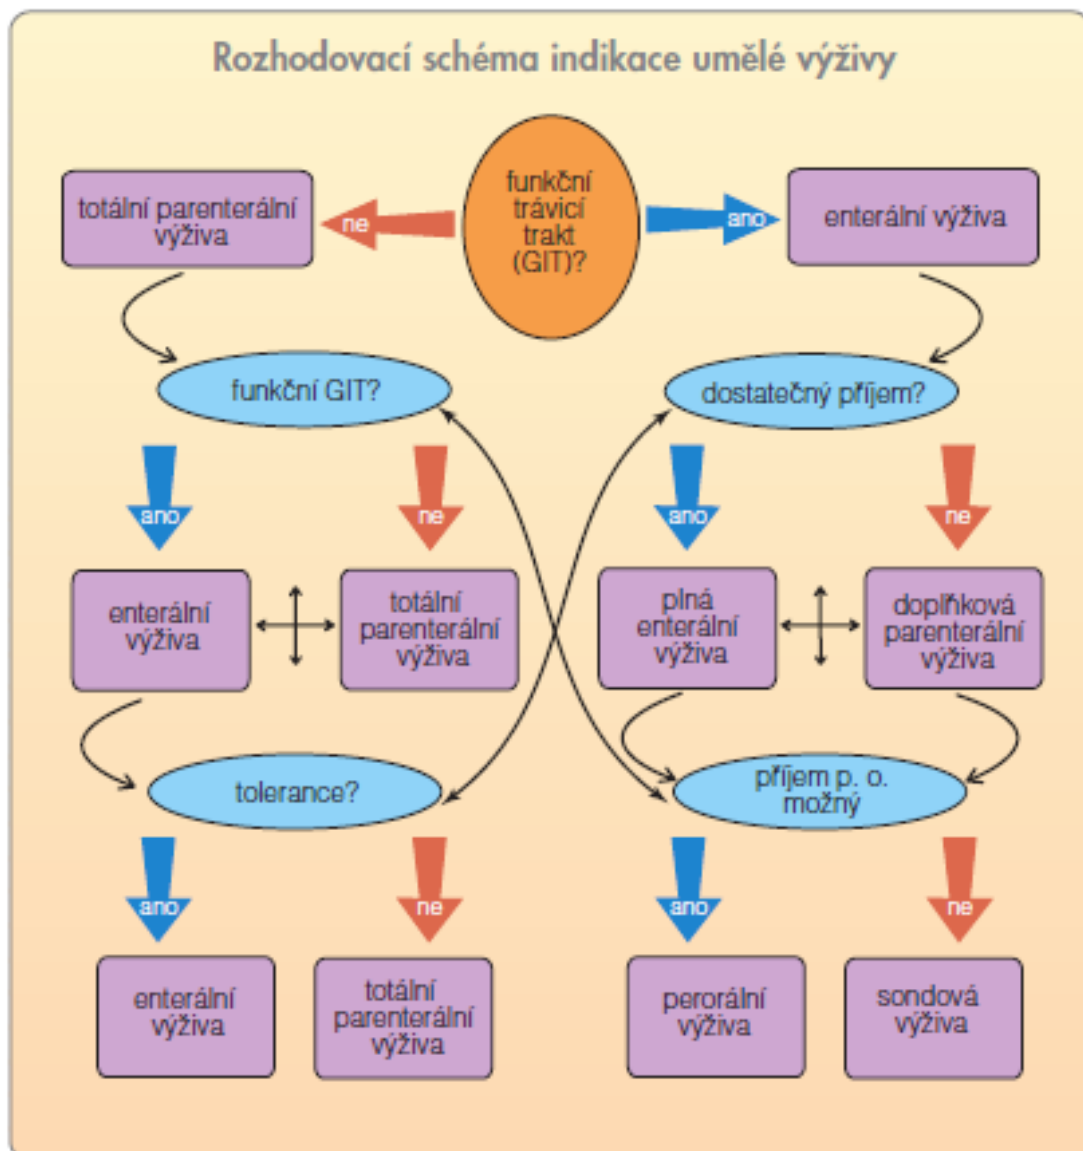 Rozhodovací schéma indikace umělé výživy
funkční
trávicí
trakt
(GIT)?
totální parenterální
výživa
ne
ano
enterální výživa
funkční GIT?
dostatečný příjem?
ano
ne
ano
ne
enterální
výživa
totální
parenterální
výživa
plná
enterální
výživa
doplňková
parenterální
výživa
tolerance?
příjem p. o.
možný
ano
ne
ano
ne
enterální
výživa
totální
parenterální
výživa
perorální
výživa
sondová
výživa